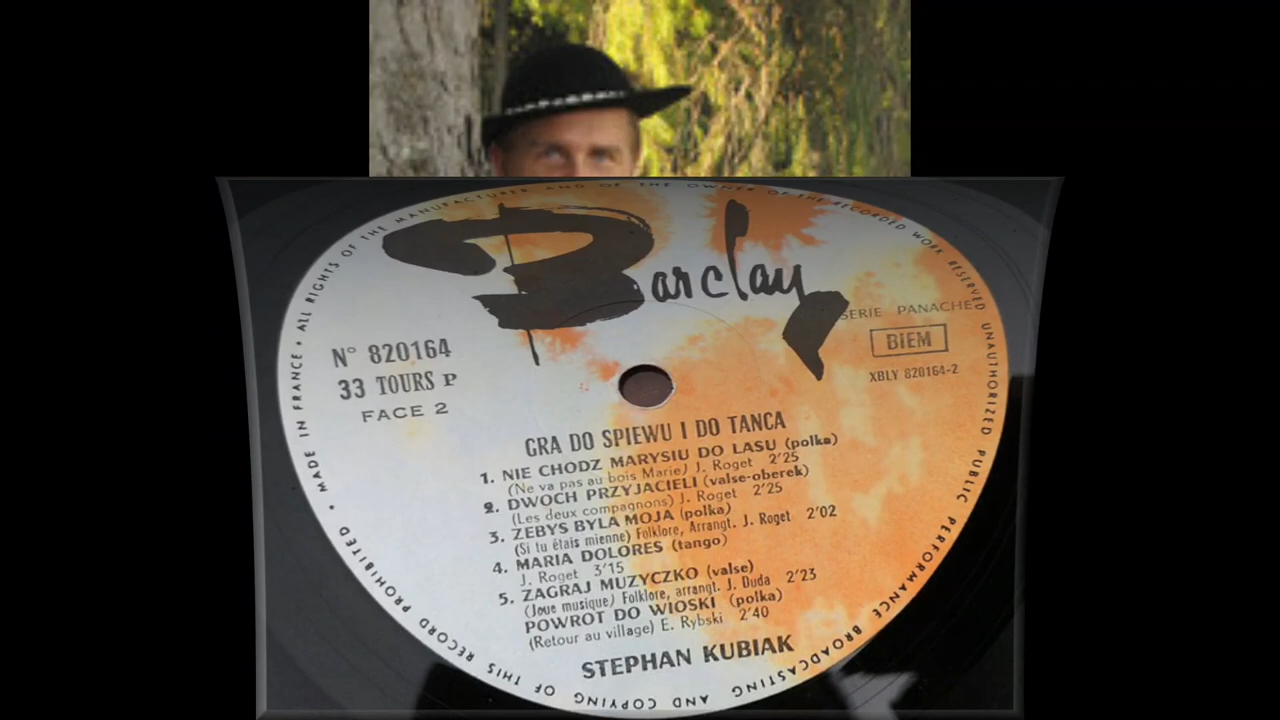 Barclay
SERIE PANACHE
BIEM
XBLY 820164-2
N° 820164
33 TOURS P
FACE 2
GRA DO SPIEWU I DO TANCA
1. NIE CHODZ MARYSIU DO LASU (polka)
(Ne va pas au bois Marie) J. Roget 2'25
2. DWOCH PRZYJACIELI (valse-oberek)
(Les deux compagnons) J. Roget 2'25
3. ZEBYS BYLA MOJA (polka)
(Si tu étais mienne) Folklore, Arrangt. J. Roget 2'02
4. MARIA DOLORES (tango)
J. Roget 3'15
5. ZAGRAJ MUZYCZKO (valse)
(Joue musique) Folklore, arrangt. J. Duda 2'23
POWROT DO WIOSKI (polka)
(Retour au village) E. Rybski 2'40
STEPHAN KUBIAK
MADE IN FRANCE • ALL RIGHTS OF THE MANUFACTURER AND OF THE OWNER OF THE RECORDED WORK RESERVED UNAUTHORIZED PUBLIC PERFORMANCE BROADCASTING AND COPYING OF THIS RECORD PROHIBITED •